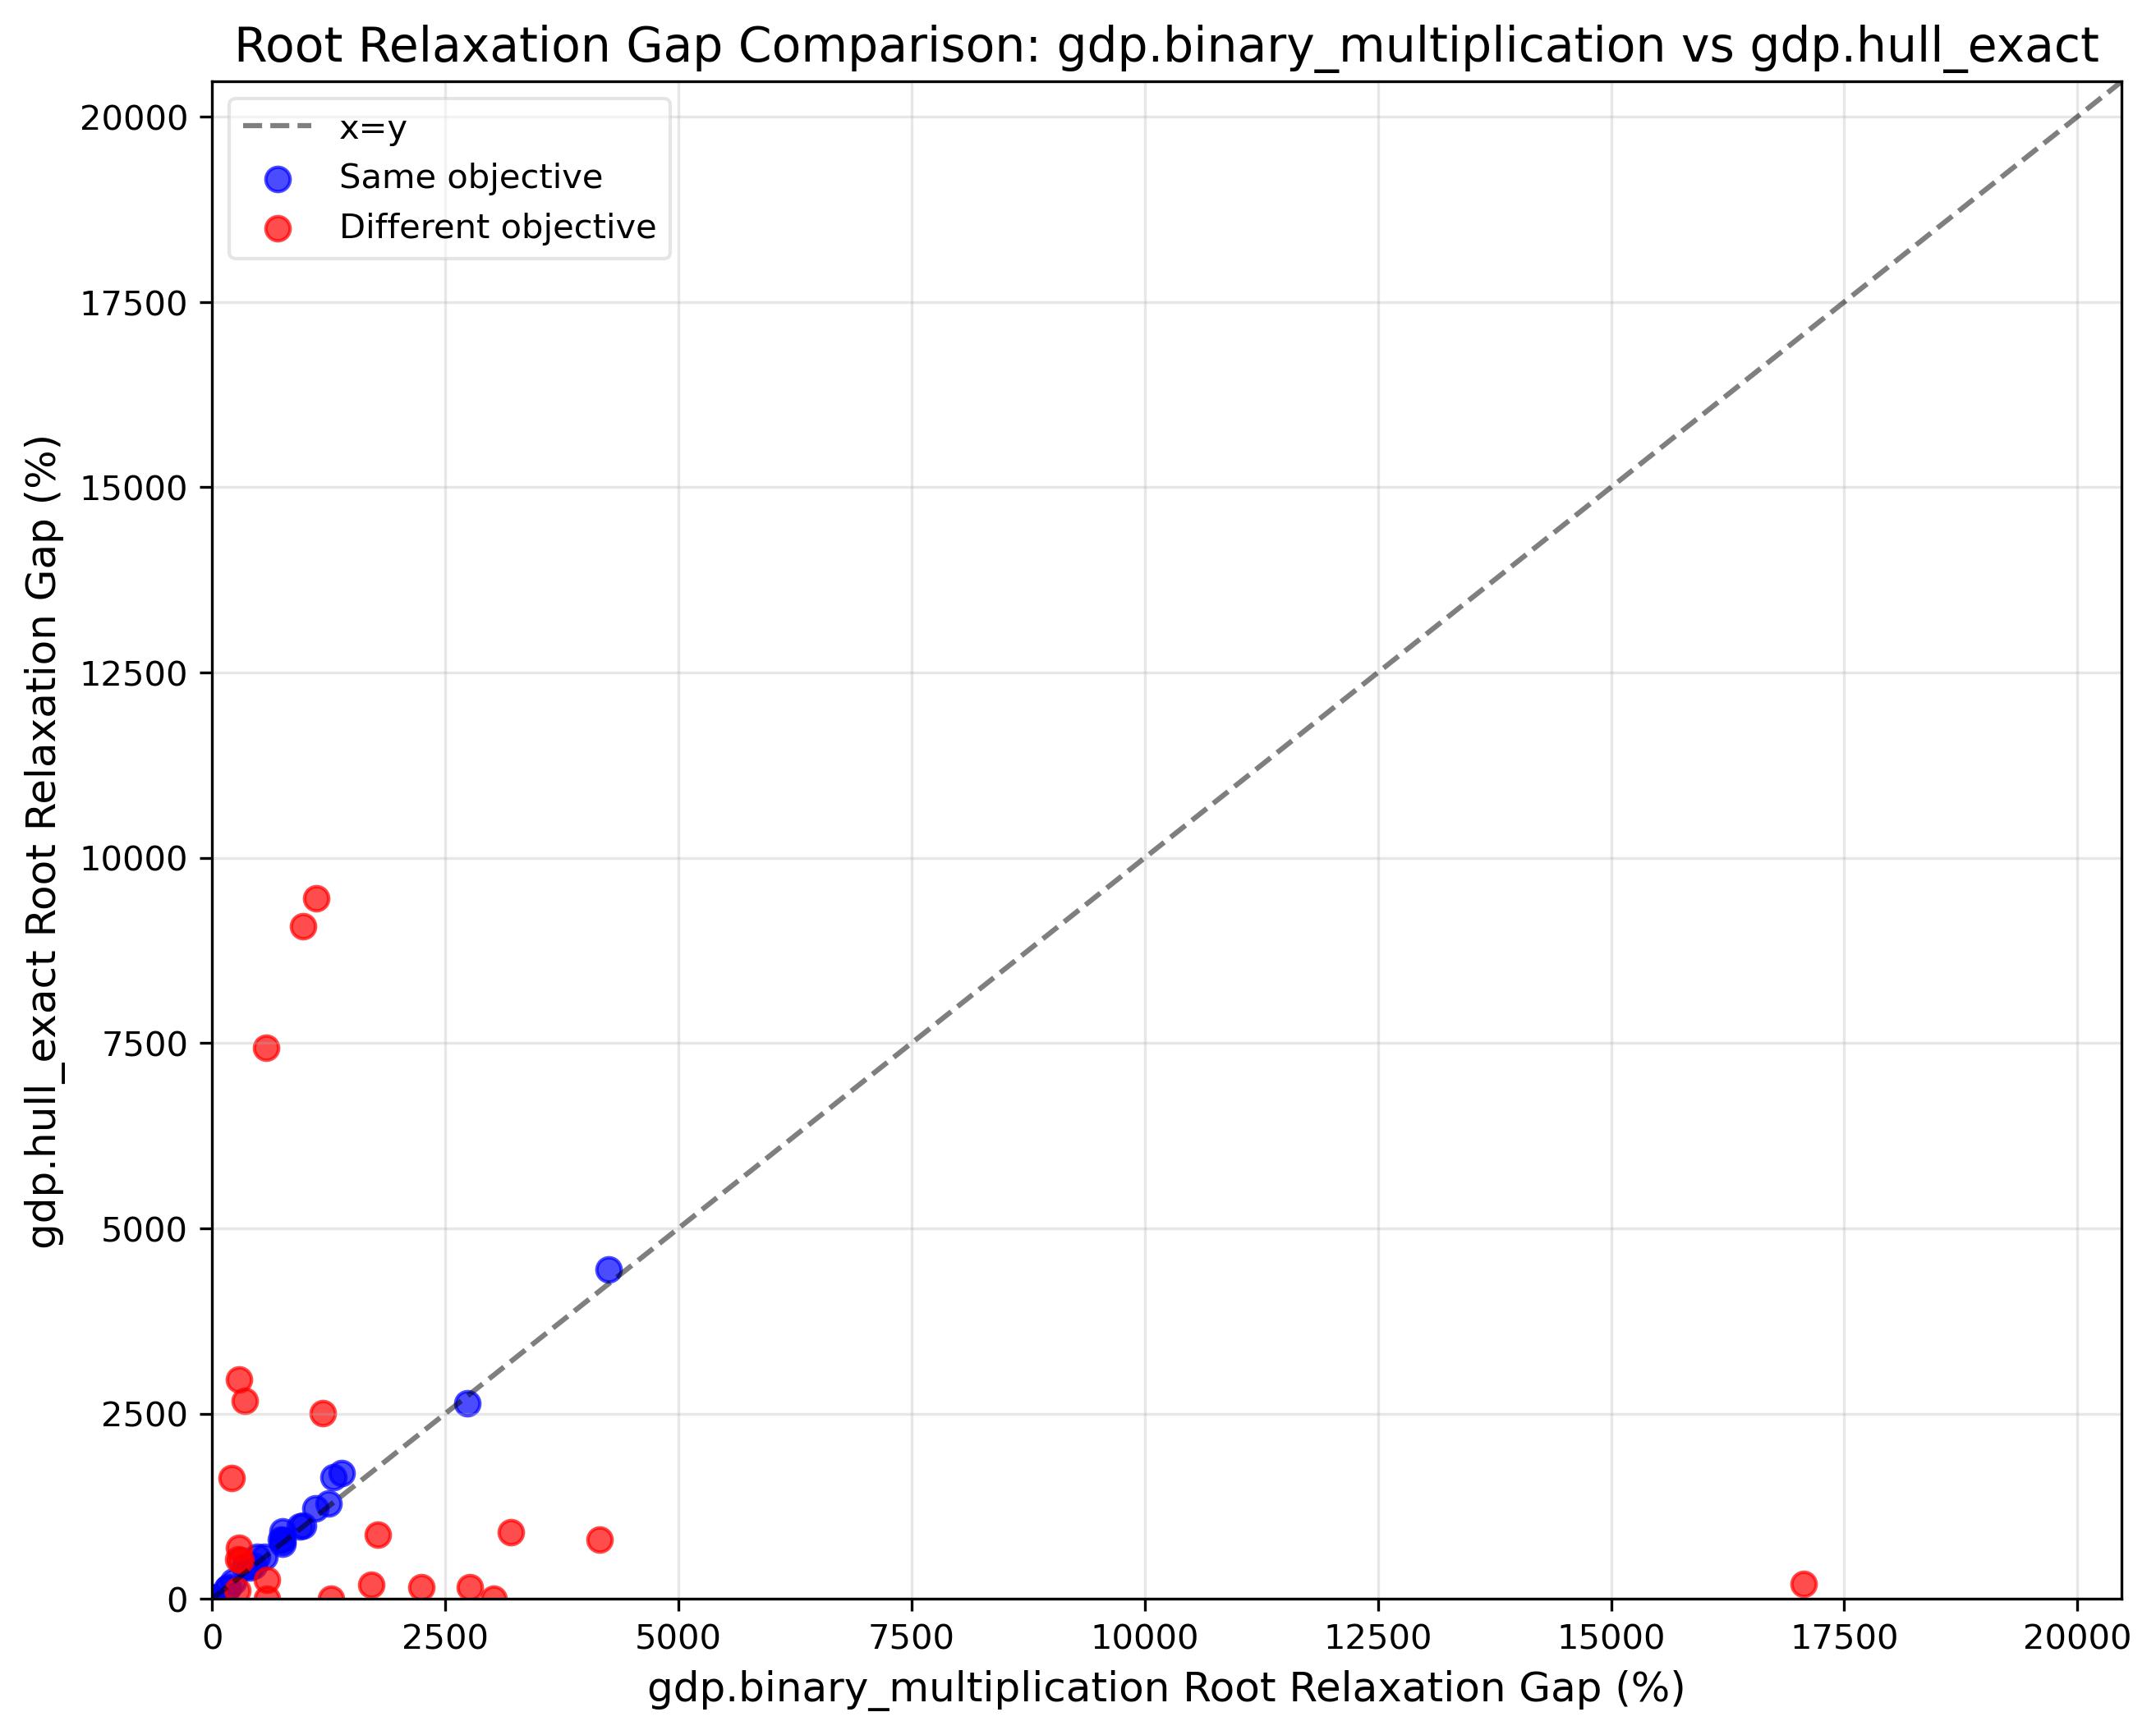 Root Relaxation Gap Comparison: gdp.binary_multiplication vs gdp.hull_exact
x=y
Same objective
Different objective
gdp.hull_exact Root Relaxation Gap (%)
20000
17500
15000
12500
10000
7500
5000
2500
0
0 2500 5000 7500 10000 12500 15000 17500 20000
gdp.binary_multiplication Root Relaxation Gap (%)